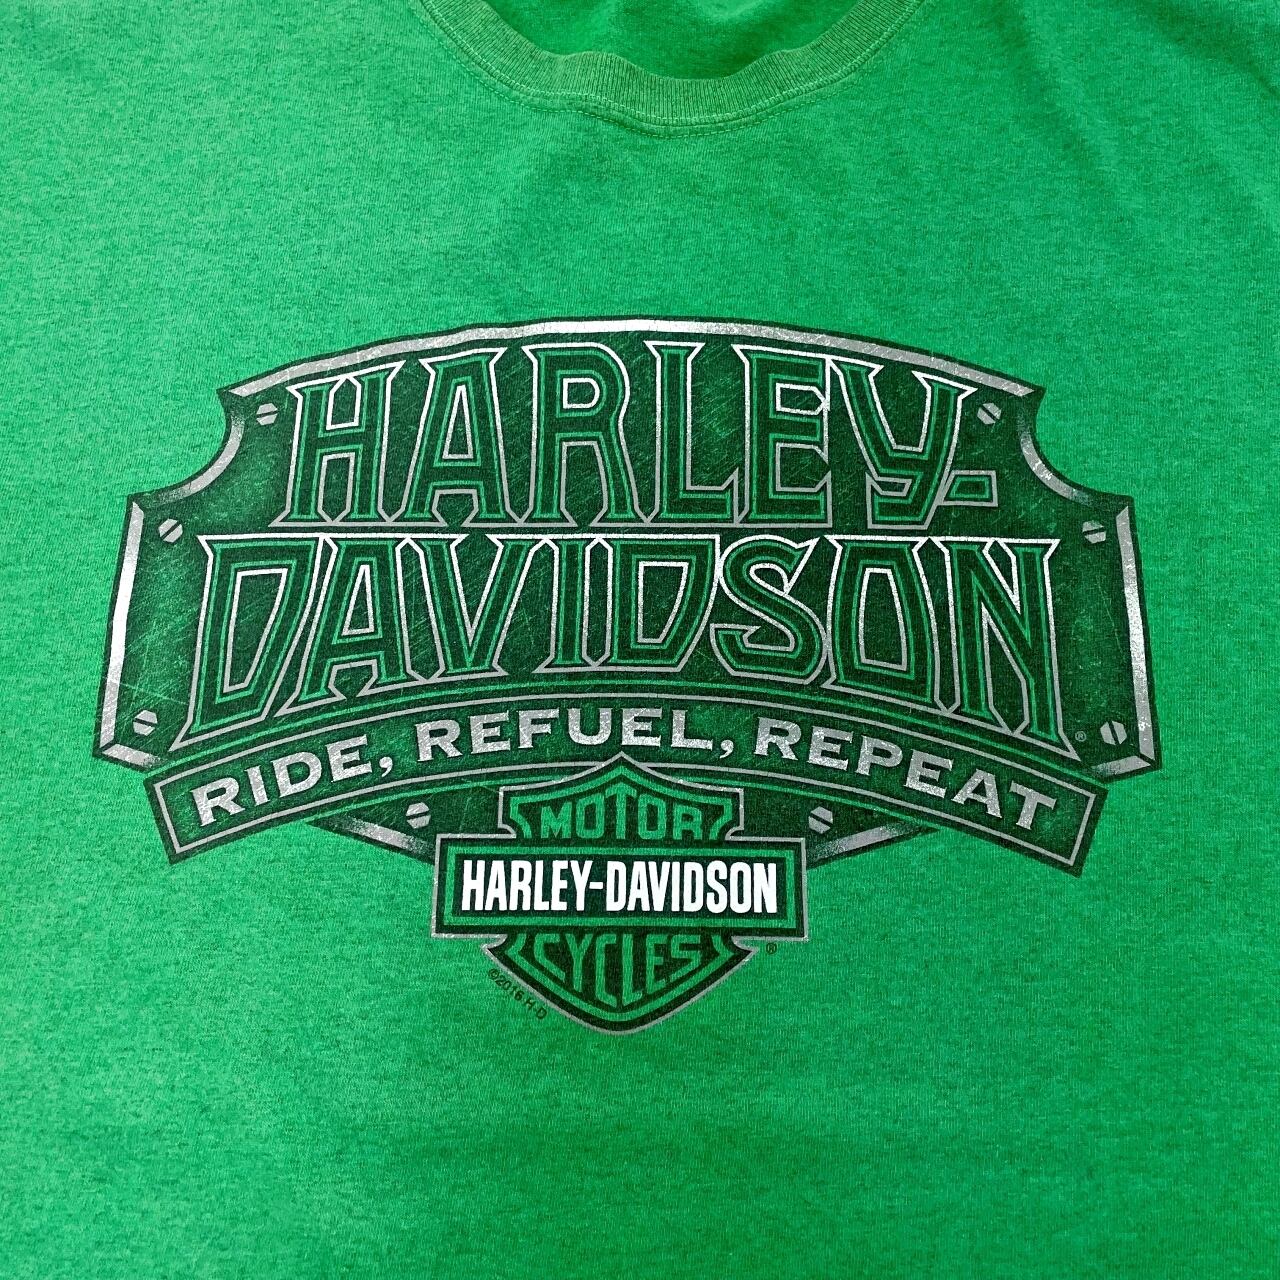 HARLEY-
DAVIDSON
®
RIDE, REFUEL, REPEAT
MOTOR
HARLEY-DAVIDSON
CYCLES
®
©2016 H-D